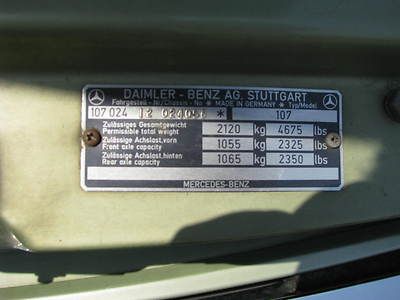 DAIMLER - BENZ AG. STUTTGART
Fahrgestell - No/Chassis - No * MADE IN GERMANY * Typ/Model
107 024 12 * 107
Zulässiges Gesamtgewicht
Permissible total weight 2120 kg 4675 lbs
Zulässige Achslast, vorn
Front axle capacity 1055 kg 2325 lbs
Zulässige Achslast, hinten
Rear axle capacity 1065 kg 2350 lbs
MERCEDES-BENZ